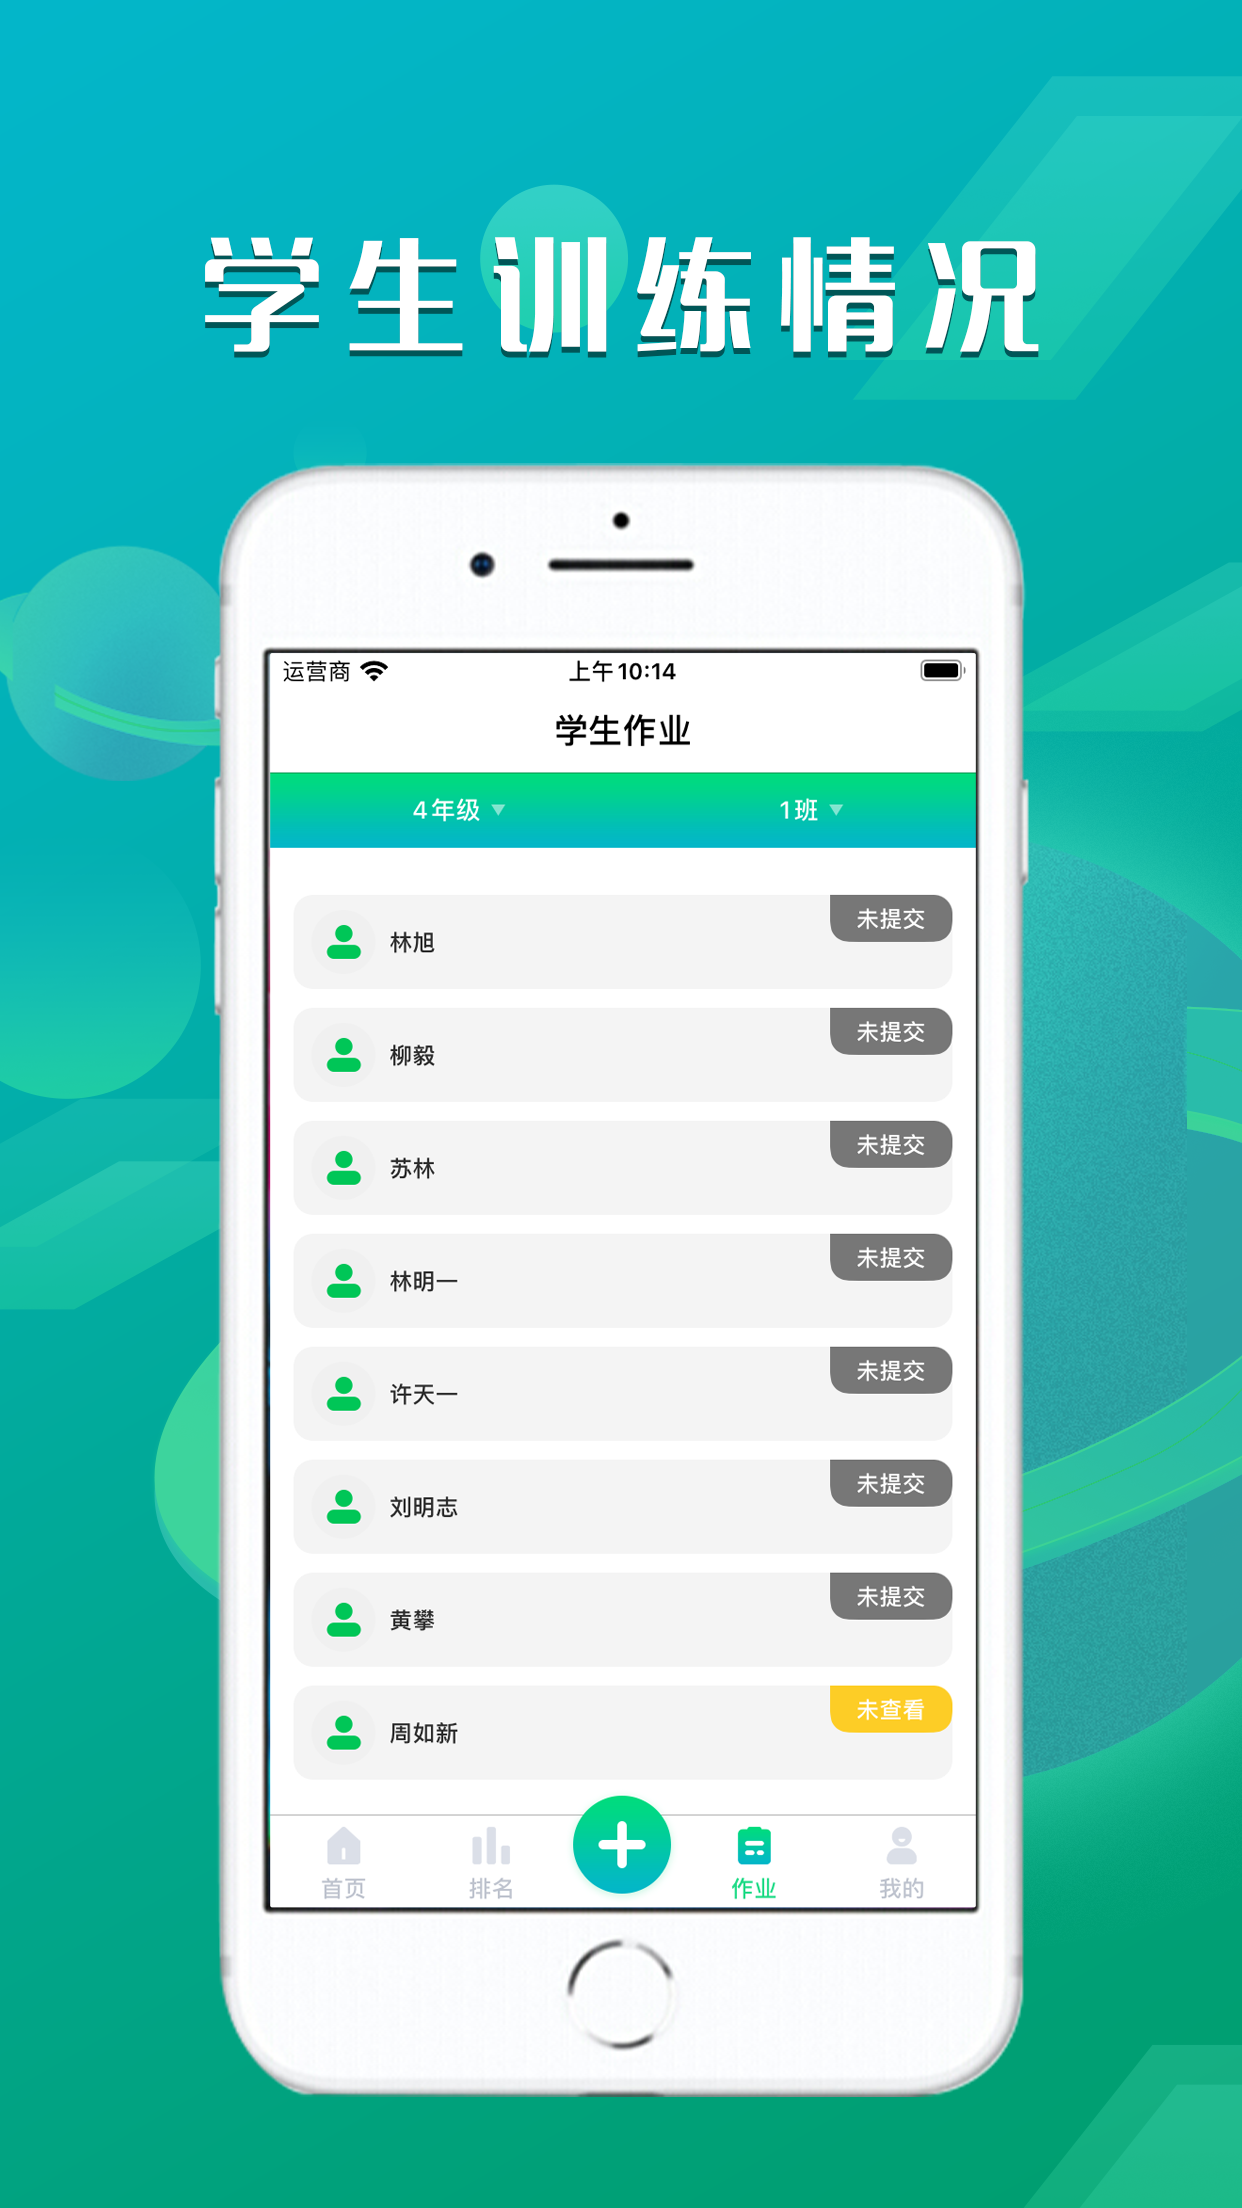 学生训练情况
运营商 上午10:14
学生作业
4年级 1班
未提交
林旭
未提交
柳毅
未提交
苏林
未提交
林明一
未提交
许天一
未提交
刘明志
未提交
黄攀
未查看
周如新
首页 排名 作业 我的